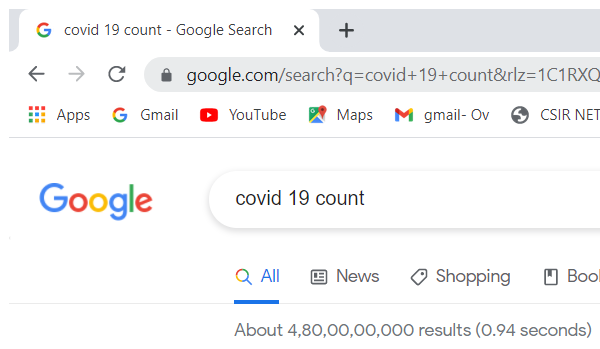 covid 19 count - Google Search
google.com/search?q=covid+19+count&rlz=1C1RXQ
Apps Gmail YouTube Maps gmail- Ov CSIR NET
Google covid 19 count
All News Shopping Boo
About 4,80,00,00,000 results (0.94 seconds)